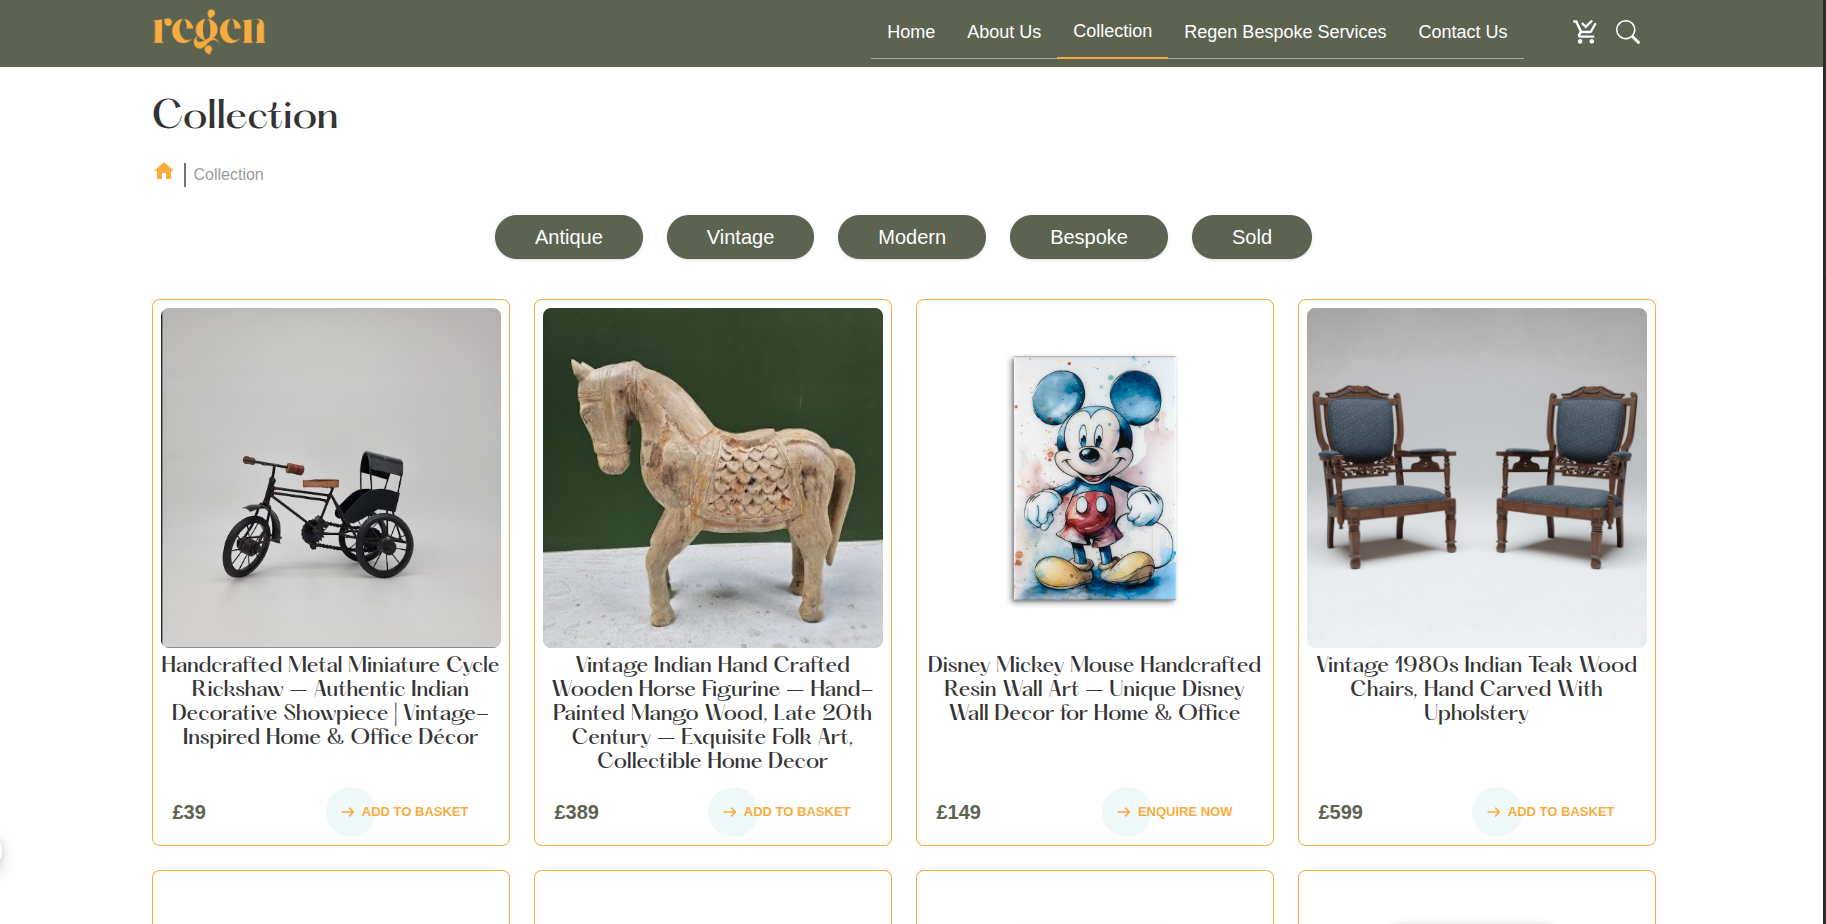 regen
Home About Us Collection Regen Bespoke Services Contact Us
Collection
Collection
Antique Vintage Modern Bespoke Sold
Handcrafted Metal Miniature Cycle
Rickshaw – Authentic Indian
Decorative Showpiece | Vintage-
Inspired Home & Office Décor
£39
ADD TO BASKET
Vintage Indian Hand Crafted
Wooden Horse Figurine – Hand-
Painted Mango Wood, Late 20th
Century – Exquisite Folk Art,
Collectible Home Decor
£389
ADD TO BASKET
Disney Mickey Mouse Handcrafted
Resin Wall Art – Unique Disney
Wall Decor for Home & Office
£149
ENQUIRE NOW
Vintage 1980s Indian Teak Wood
Chairs, Hand Carved With
Upholstery
£599
ADD TO BASKET